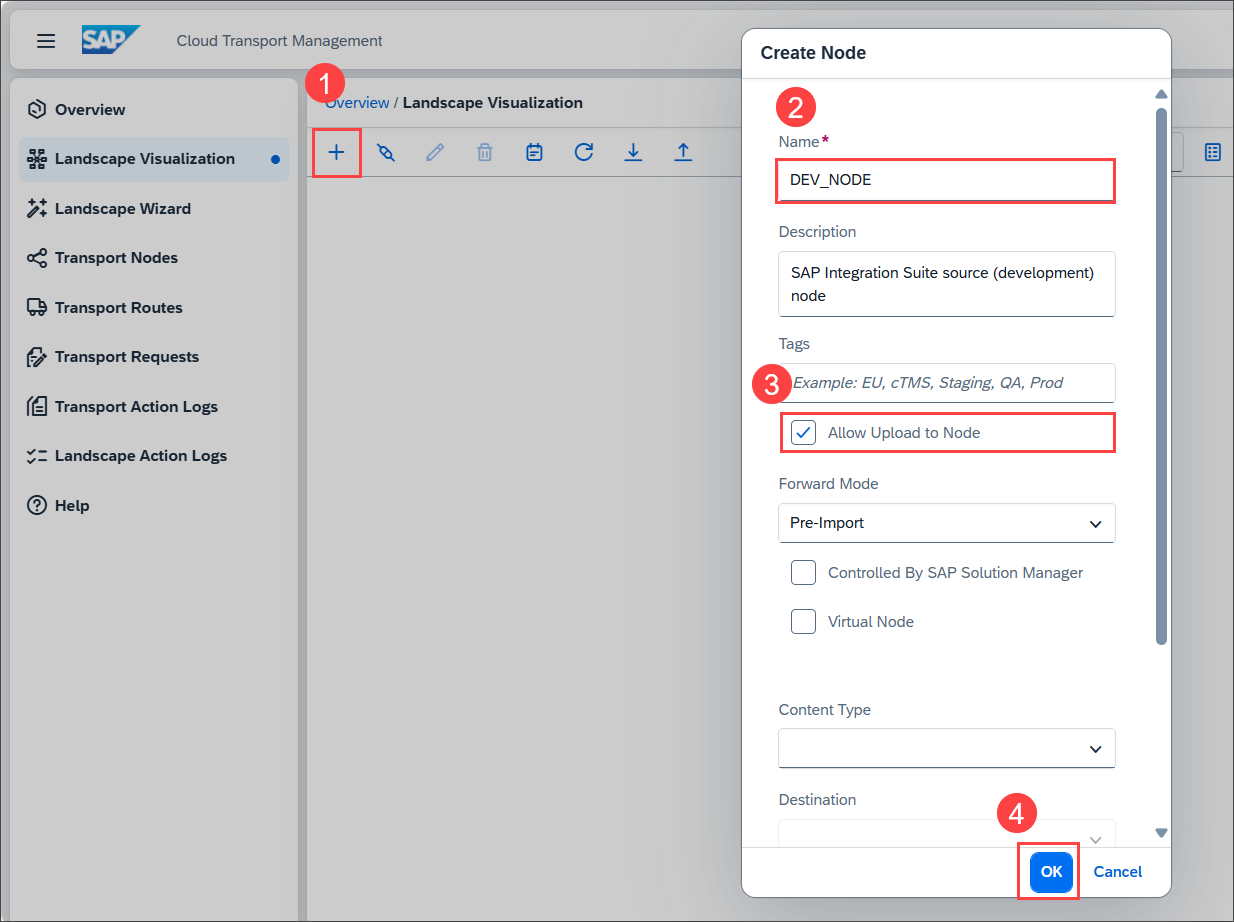 SAP
Cloud Transport Management
Overview
Landscape Visualization
Landscape Wizard
Transport Nodes
Transport Routes
Transport Requests
Transport Action Logs
Landscape Action Logs
Help
1
Overview / Landscape Visualization
Create Node
2
Name*
DEV_NODE
Description
SAP Integration Suite source (development)
node
Tags
3
Example: EU, cTMS, Staging, QA, Prod
Allow Upload to Node
Forward Mode
Pre-Import
Controlled By SAP Solution Manager
Virtual Node
Content Type
Destination
4
OK
Cancel